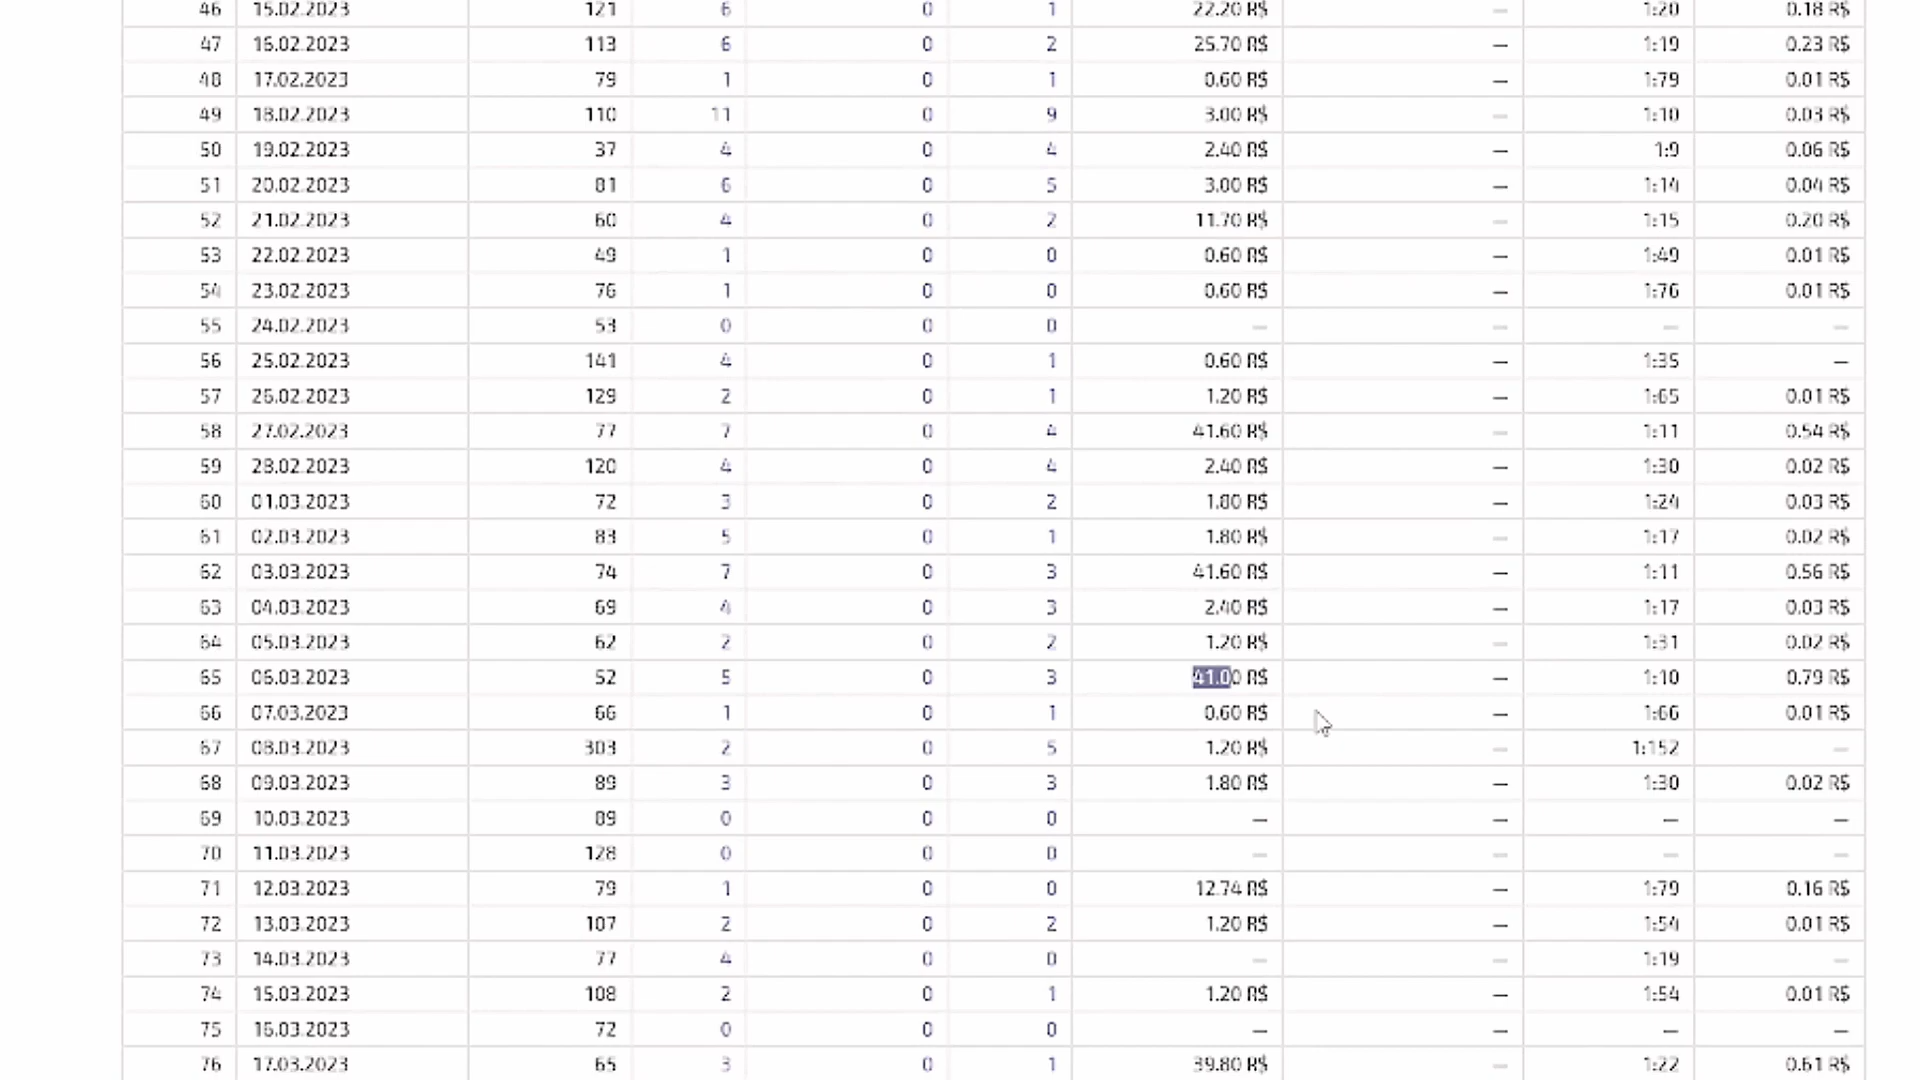 46 15.02.2023 121 6 0 1 22.20 R$ — 1:20 0.18 R$
47 16.02.2023 113 6 0 2 25.70 R$ — 1:19 0.23 R$
48 17.02.2023 79 1 0 1 0.60 R$ — 1:79 0.01 R$
49 18.02.2023 110 11 0 9 3.00 R$ — 1:10 0.03 R$
50 19.02.2023 37 4 0 4 2.40 R$ — 1:9 0.06 R$
51 20.02.2023 81 6 0 5 3.00 R$ — 1:14 0.04 R$
52 21.02.2023 60 4 0 2 11.70 R$ — 1:15 0.20 R$
53 22.02.2023 49 1 0 0 0.60 R$ — 1:49 0.01 R$
54 23.02.2023 76 1 0 0 0.60 R$ — 1:76 0.01 R$
55 24.02.2023 53 0 0 0 — — — —
56 25.02.2023 141 4 0 1 0.60 R$ — 1:35 —
57 26.02.2023 129 2 0 1 1.20 R$ — 1:65 0.01 R$
58 27.02.2023 77 7 0 4 41.60 R$ — 1:11 0.54 R$
59 28.02.2023 120 4 0 4 2.40 R$ — 1:30 0.02 R$
60 01.03.2023 72 3 0 2 1.80 R$ — 1:24 0.03 R$
61 02.03.2023 83 5 0 1 1.80 R$ — 1:17 0.02 R$
62 03.03.2023 74 7 0 3 41.60 R$ — 1:11 0.56 R$
63 04.03.2023 69 4 0 3 2.40 R$ — 1:17 0.03 R$
64 05.03.2023 62 2 0 2 1.20 R$ — 1:31 0.02 R$
65 06.03.2023 52 5 0 3 41.00 R$ — 1:10 0.79 R$
66 07.03.2023 66 1 0 1 0.60 R$ — 1:66 0.01 R$
67 08.03.2023 303 2 0 5 1.20 R$ — 1:152 —
68 09.03.2023 89 3 0 3 1.80 R$ — 1:30 0.02 R$
69 10.03.2023 89 0 0 0 — — — —
70 11.03.2023 128 0 0 0 — — — —
71 12.03.2023 79 1 0 0 12.74 R$ — 1:79 0.16 R$
72 13.03.2023 107 2 0 2 1.20 R$ — 1:54 0.01 R$
73 14.03.2023 77 4 0 0 — — 1:19 —
74 15.03.2023 108 2 0 1 1.20 R$ — 1:54 0.01 R$
75 16.03.2023 72 0 0 0 — — — —
76 17.03.2023 65 3 0 1 39.80 R$ — 1:22 0.61 R$